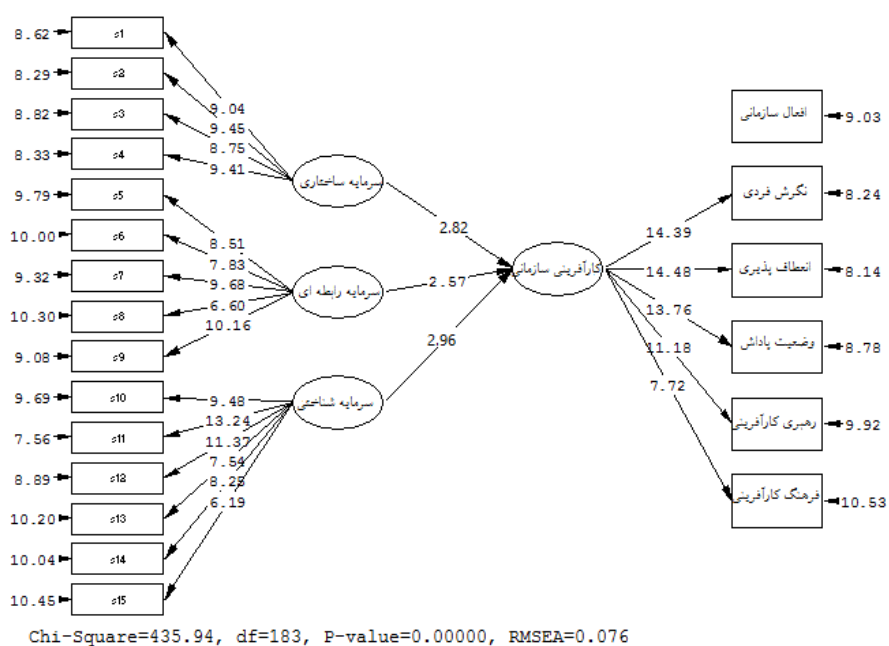 8.62
s1
8.29
s2
8.82
s3
8.33
s4
9.79
s5
10.00
s6
9.32
s7
10.30
s8
9.08
s9
9.69
s10
7.56
s11
8.89
s12
10.20
s13
10.04
s14
10.45
s15
9.04
9.45
8.75
9.41
8.51
7.83
9.68
6.60
10.16
9.48
13.24
11.37
7.54
8.25
6.19
سرمایه ساختاری
سرمایه رابطه ای
سرمایه شناختی
2.82
2.57
2.96
کارآفرینی سازمانی
14.39
14.48
13.76
11.18
7.72
افعال سازمانی
9.03
نگرش فردی
8.24
انعطاف پذیری
8.14
وضعیت پاداش
8.78
رهبری کارآفرینی
9.92
فرهنگ کارآفرینی
10.53
Chi-Square=435.94, df=183, P-value=0.00000, RMSEA=0.076